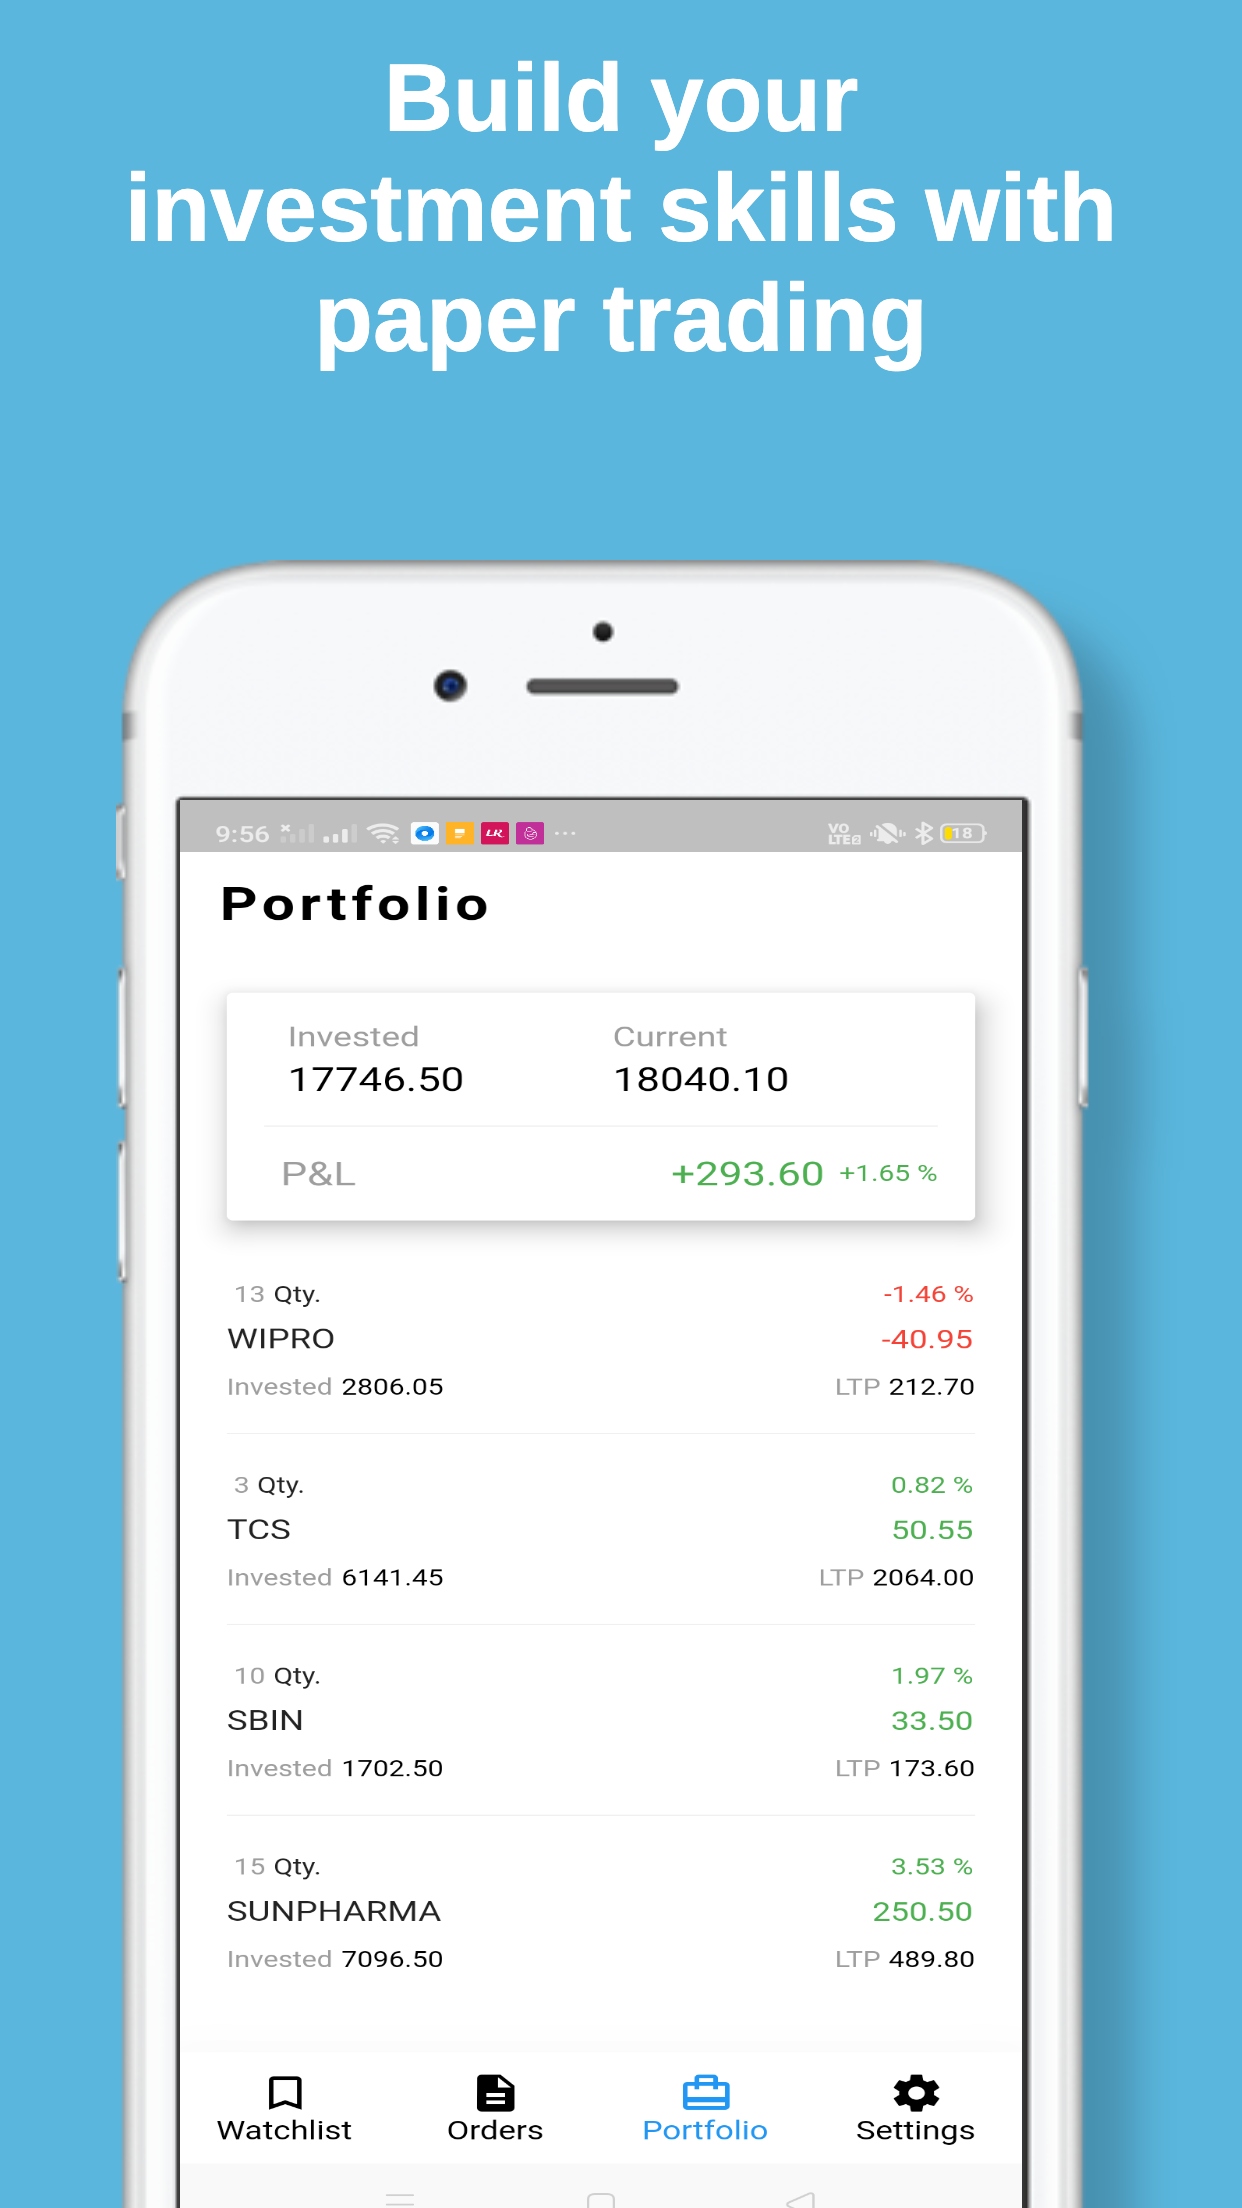 Build your
investment skills with
paper trading
9:56 LR ... VO LTE2 18
Portfolio
Invested Current
17746.50 18040.10
P&L +293.60 +1.65 %
13 Qty. -1.46 %
WIPRO -40.95
Invested 2806.05 LTP 212.70
3 Qty. 0.82 %
TCS 50.55
Invested 6141.45 LTP 2064.00
10 Qty. 1.97 %
SBIN 33.50
Invested 1702.50 LTP 173.60
15 Qty. 3.53 %
SUNPHARMA 250.50
Invested 7096.50 LTP 489.80
Watchlist Orders Portfolio Settings